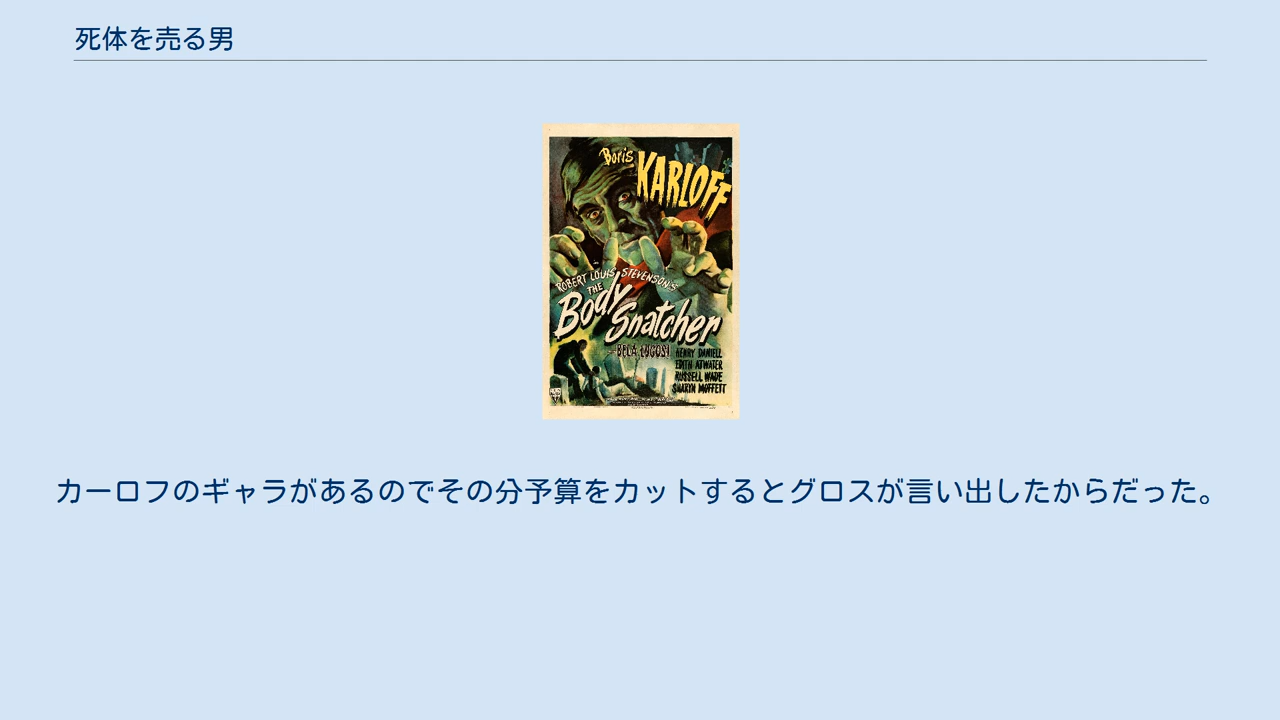 死体を売る男
Boris
KARLOFF
ROBERT LOUIS STEVENSON'S
THE
Body
Snatcher
BELA LUGOSI
HENRY DANIELL
EDITH ATWATER
RUSSELL WADE
SHARYN MOFFETT
カーロフのギャラがあるのでその分予算をカットするとグロスが言い出したからだった。